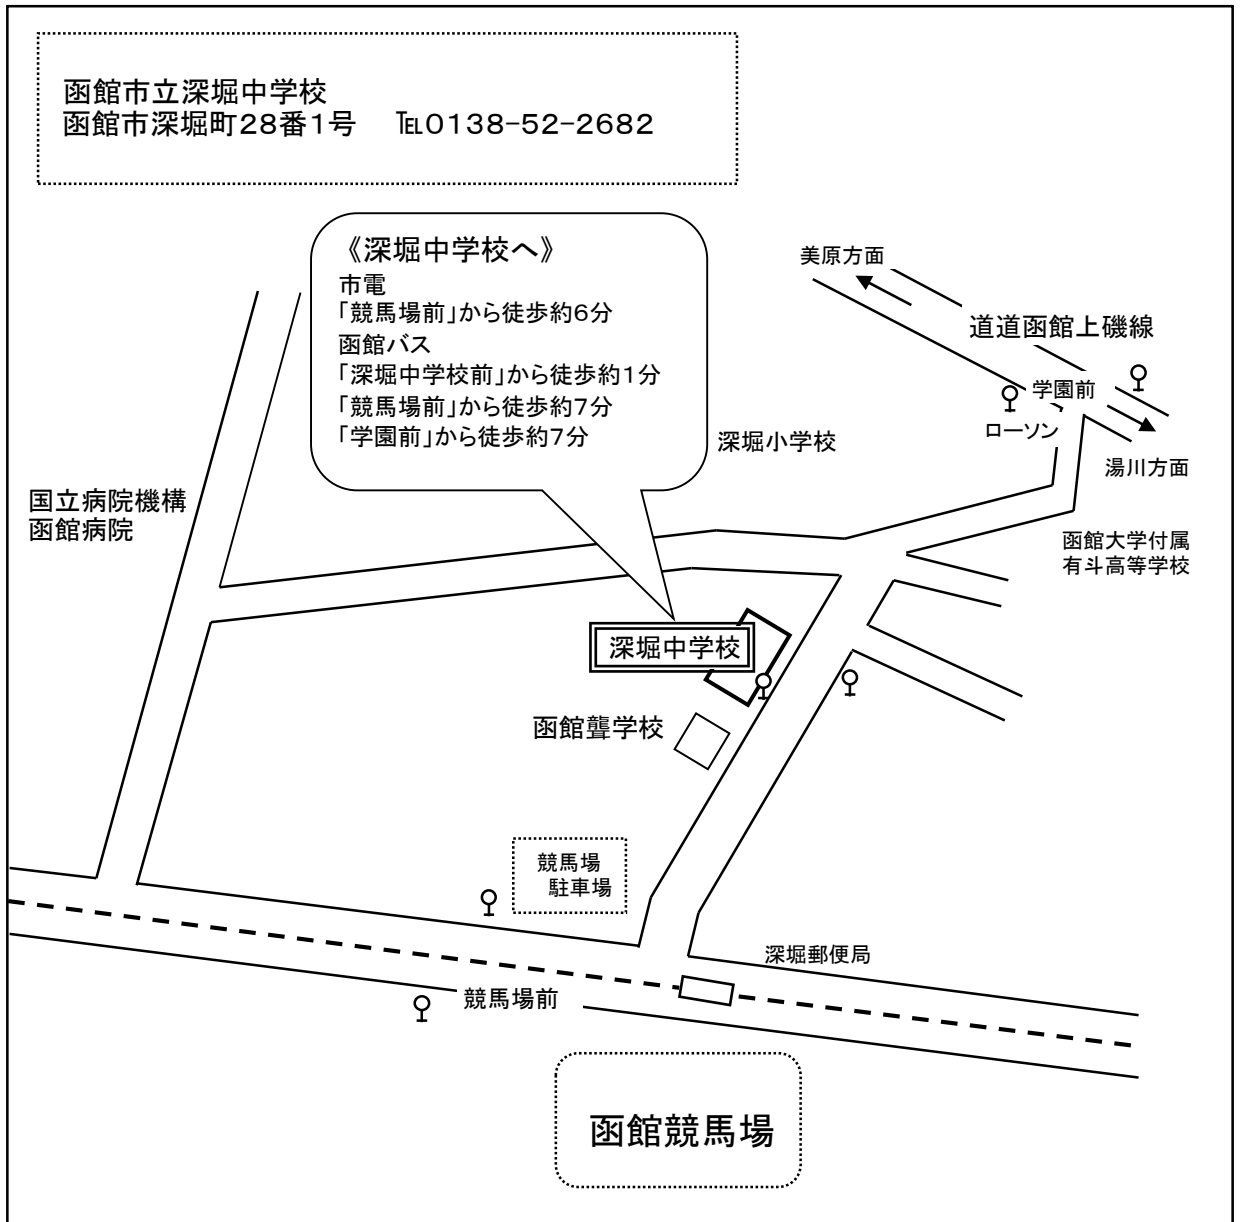 函館市立深堀中学校
函館市深堀町28番1号　℡0138-52-2682
《深堀中学校へ》
市電
「競馬場前」から徒歩約6分
函館バス
「深堀中学校前」から徒歩約1分
「競馬場前」から徒歩約7分
「学園前」から徒歩約7分
美原方面
道道函館上磯線
学園前
ローソン
湯川方面
深堀小学校
国立病院機構
函館病院
函館大学付属
有斗高等学校
深堀中学校
函館聾学校
競馬場
駐車場
深堀郵便局
競馬場前
函館競馬場